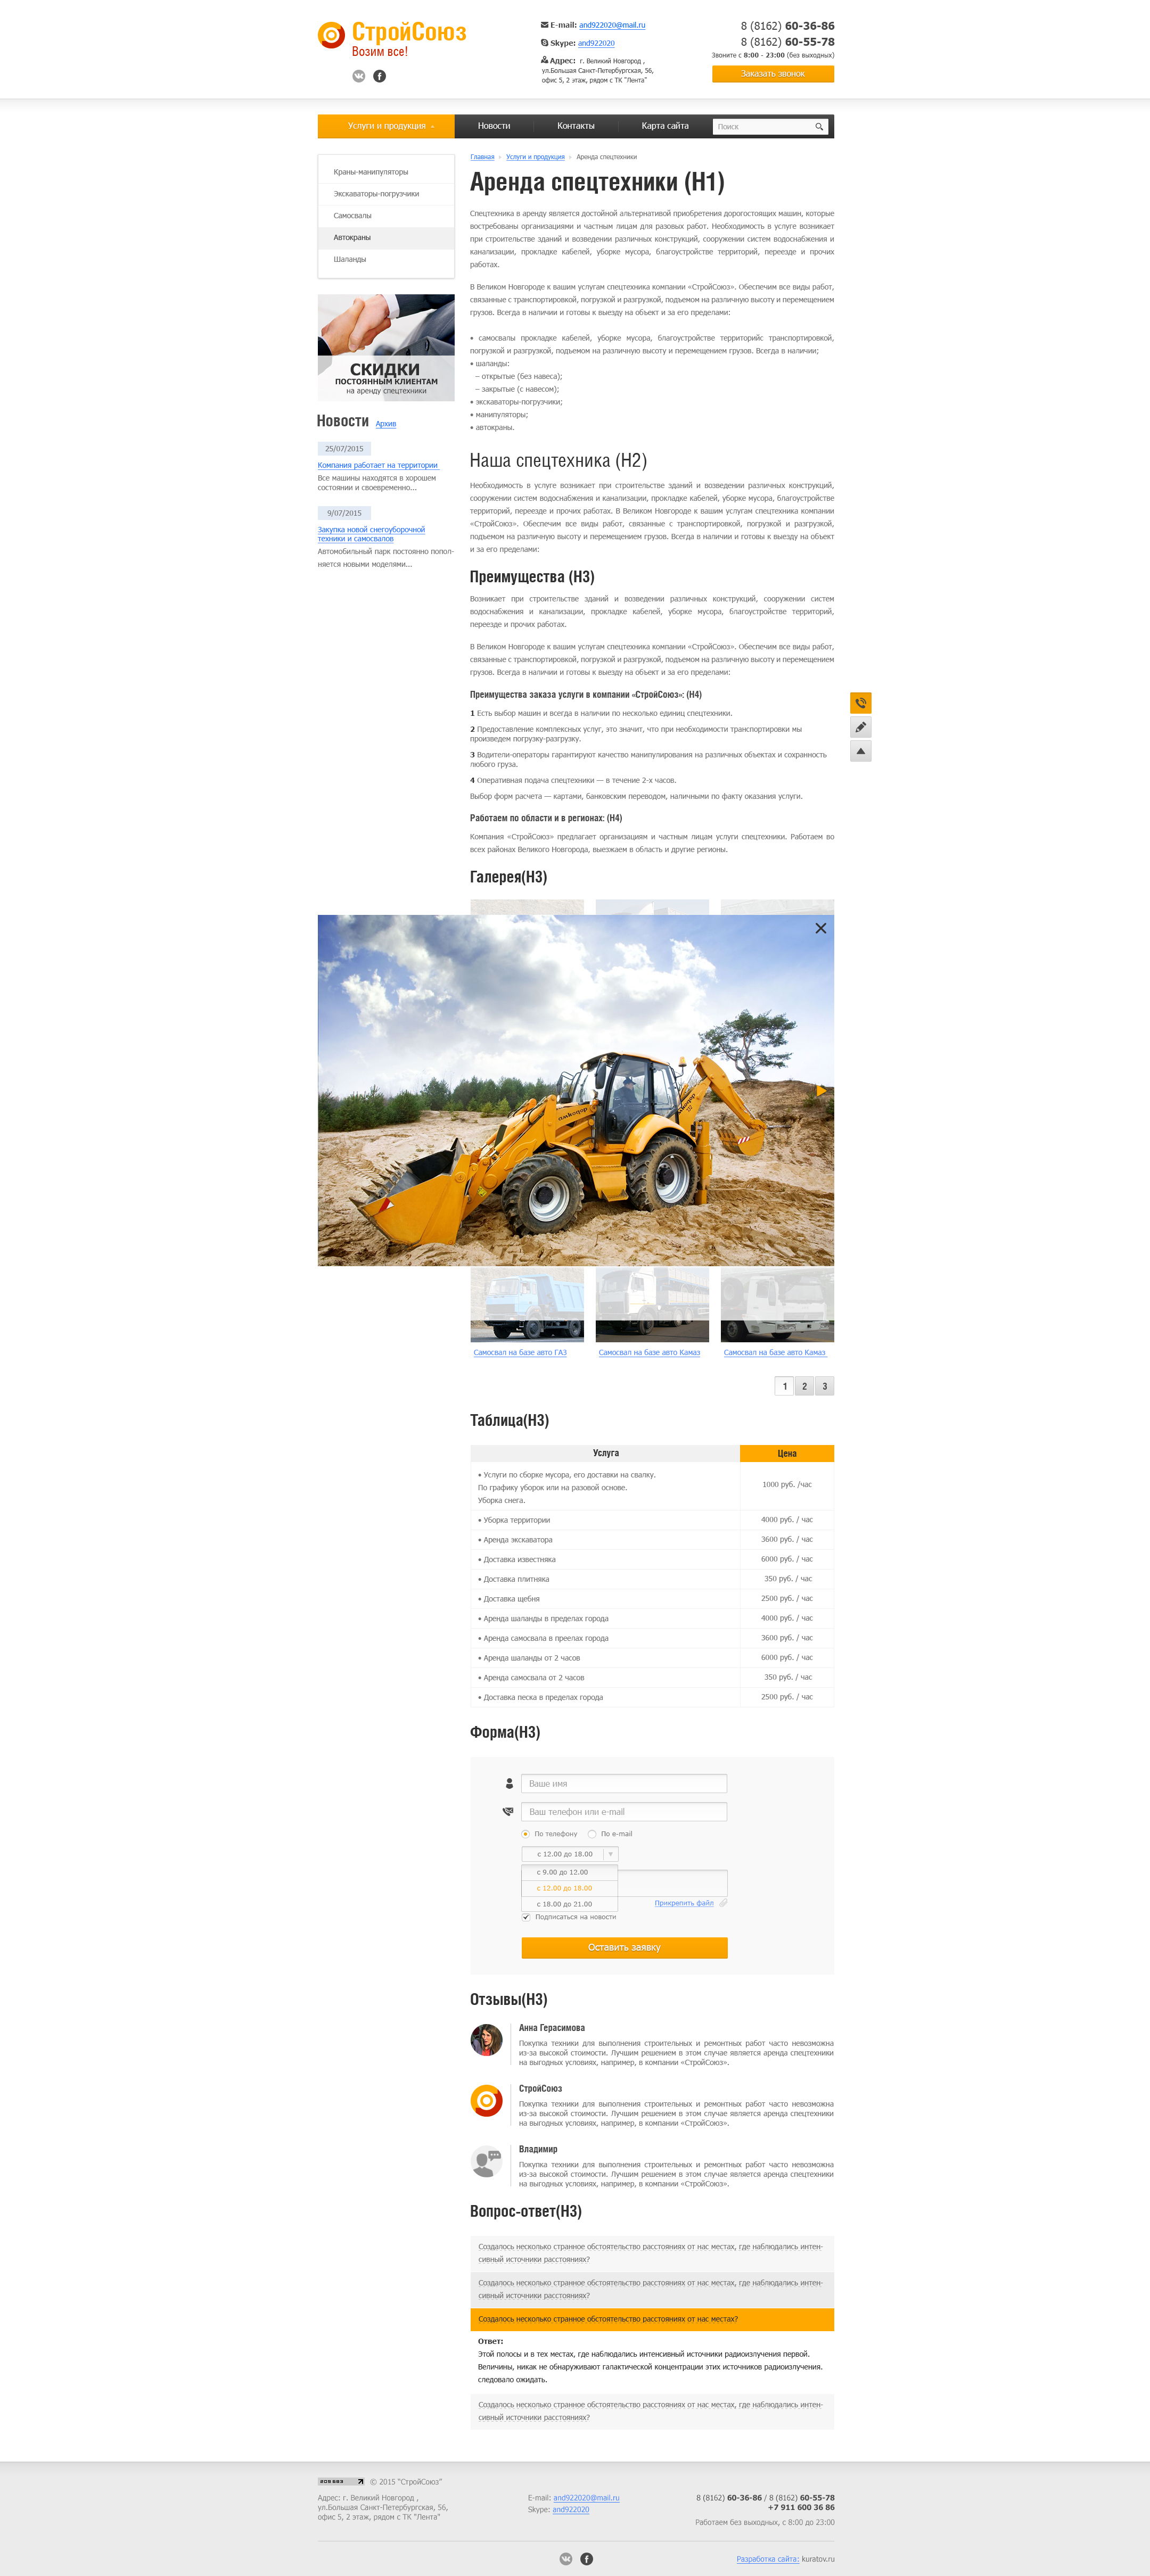 СтройСоюз
Возим все!
E-mail: and922020@mail.ru
Skype: and922020
Адрес: г. Великий Новгород ,
ул.Большая Санкт-Петербургская, 56,
офис 5, 2 этаж, рядом с ТК "Лента"
8 (8162) 60-36-86
8 (8162) 60-55-78
Звоните с 8:00 - 23:00 (без выходных)
Заказать звонок
Услуги и продукция
Новости
Контакты
Карта сайта
Поиск
Краны-манипуляторы
Экскаваторы-погрузчики
Самосвалы
Автокраны
Шаланды
СКИДКИ
ПОСТОЯННЫМ КЛИЕНТАМ
на аренду спецтехники
Новости Архив
25/07/2015
Компания работает на территории
Все машины находятся в хорошем
состоянии и своевременно...
9/07/2015
Закупка новой снегоуборочной
техники и самосвалов
Автомобильный парк постоянно попол-
няется новыми моделями...
Главная › Услуги и продукция › Аренда спецтехники
Аренда спецтехники (H1)
Спецтехника в аренду является достойной альтернативой приобретения дорогостоящих машин, которые
востребованы организациями и частным лицам для разовых работ. Необходимость в услуге возникает
при строительстве зданий и возведении различных конструкций, сооружении систем водоснабжения и
канализации, прокладке кабелей, уборке мусора, благоустройстве территорий, переезде и прочих
работах.
В Великом Новгороде к вашим услугам спецтехника компании «СтройСоюз». Обеспечим все виды работ,
связанные с транспортировкой, погрузкой и разгрузкой, подъемом на различную высоту и перемещением
грузов. Всегда в наличии и готовы к выезду на объект и за его пределами:
• самосвалы прокладке кабелей, уборке мусора, благоустройстве территорийс транспортировкой,
погрузкой и разгрузкой, подъемом на различную высоту и перемещением грузов. Всегда в наличии;
• шаланды:
– открытые (без навеса);
– закрытые (с навесом);
• экскаваторы-погрузчики;
• манипуляторы;
• автокраны.
Наша спецтехника (H2)
Необходимость в услуге возникает при строительстве зданий и возведении различных конструкций,
сооружении систем водоснабжения и канализации, прокладке кабелей, уборке мусора, благоустройстве
территорий, переезде и прочих работах. В Великом Новгороде к вашим услугам спецтехника компании
«СтройСоюз». Обеспечим все виды работ, связанные с транспортировкой, погрузкой и разгрузкой,
подъемом на различную высоту и перемещением грузов. Всегда в наличии и готовы к выезду на объект
и за его пределами:
Преимущества (H3)
Возникает при строительстве зданий и возведении различных конструкций, сооружении систем
водоснабжения и канализации, прокладке кабелей, уборке мусора, благоустройстве территорий,
переезде и прочих работах.
В Великом Новгороде к вашим услугам спецтехника компании «СтройСоюз». Обеспечим все виды работ,
связанные с транспортировкой, погрузкой и разгрузкой, подъемом на различную высоту и перемещением
грузов. Всегда в наличии и готовы к выезду на объект и за его пределами:
Преимущества заказа услуги в компании «СтройСоюз»: (H4)
1 Есть выбор машин и всегда в наличии по несколько единиц спецтехники.
2 Предоставление комплексных услуг, это значит, что при необходимости транспортировки мы
произведем погрузку-разгрузку.
3 Водители-операторы гарантируют качество манипулирования на различных объектах и сохранность
любого груза.
4 Оперативная подача спецтехники — в течение 2-х часов.
Выбор форм расчета — картами, банковским переводом, наличными по факту оказания услуги.
Работаем по области и в регионах: (H4)
Компания «СтройСоюз» предлагает организациям и частным лицам услуги спецтехники. Работаем во
всех районах Великого Новгорода, выезжаем в область и другие регионы.
Галерея(H3)
амкодор
Самосвал на базе авто ГАЗ
Самосвал на базе авто Камаз
Самосвал на базе авто Камаз
1 2 3
Таблица(H3)
Услуга Цена
• Услуги по сборке мусора, его доставки на свалку.
По графику уборок или на разовой основе.
Уборка снега.
1000 руб. /час
• Уборка территории 4000 руб. / час
• Аренда экскаватора 3600 руб. / час
• Доставка известняка 6000 руб. / час
• Доставка плитняка 350 руб. / час
• Доставка щебня 2500 руб. / час
• Аренда шаланды в пределах города 4000 руб. / час
• Аренда самосвала в преелах города 3600 руб. / час
• Аренда шаланды от 2 часов 6000 руб. / час
• Аренда самосвала от 2 часов 350 руб. / час
• Доставка песка в пределах города 2500 руб. / час
Форма(H3)
Ваше имя
Ваш телефон или e-mail
По телефону По e-mail
с 12.00 до 18.00
с 9.00 до 12.00
с 12.00 до 18.00
с 18.00 до 21.00
Прикрепить файл
Подписаться на новости
Оставить заявку
Отзывы(H3)
Анна Герасимова
Покупка техники для выполнения строительных и ремонтных работ часто невозможна
из-за высокой стоимости. Лучшим решением в этом случае является аренда спецтехники
на выгодных условиях, например, в компании «СтройСоюз».
СтройСоюз
Покупка техники для выполнения строительных и ремонтных работ часто невозможна
из-за высокой стоимости. Лучшим решением в этом случае является аренда спецтехники
на выгодных условиях, например, в компании «СтройСоюз».
Владимир
Покупка техники для выполнения строительных и ремонтных работ часто невозможна
из-за высокой стоимости. Лучшим решением в этом случае является аренда спецтехники
на выгодных условиях, например, в компании «СтройСоюз».
Вопрос-ответ(H3)
Создалось несколько странное обстоятельство расстояниях от нас местах, где наблюдались интен-
сивный источники расстояниях?
Создалось несколько странное обстоятельство расстояниях от нас местах, где наблюдались интен-
сивный источники расстояниях?
Создалось несколько странное обстоятельство расстояниях от нас местах?
Ответ:
Этой полосы и в тех местах, где наблюдались интенсивный источники радиоизлучения первой.
Величины, никак не обнаруживают галактической концентрации этих источников радиоизлучения.
следовало ожидать.
Создалось несколько странное обстоятельство расстояниях от нас местах, где наблюдались интен-
сивный источники расстояниях?
© 2015 "СтройСоюз"
Адрес: г. Великий Новгород ,
ул.Большая Санкт-Петербургская, 56,
офис 5, 2 этаж, рядом с ТК "Лента"
E-mail: and922020@mail.ru
Skype: and922020
8 (8162) 60-36-86 / 8 (8162) 60-55-78
+7 911 600 36 86
Работаем без выходных, с 8:00 до 23:00
Разработка сайта: kuratov.ru